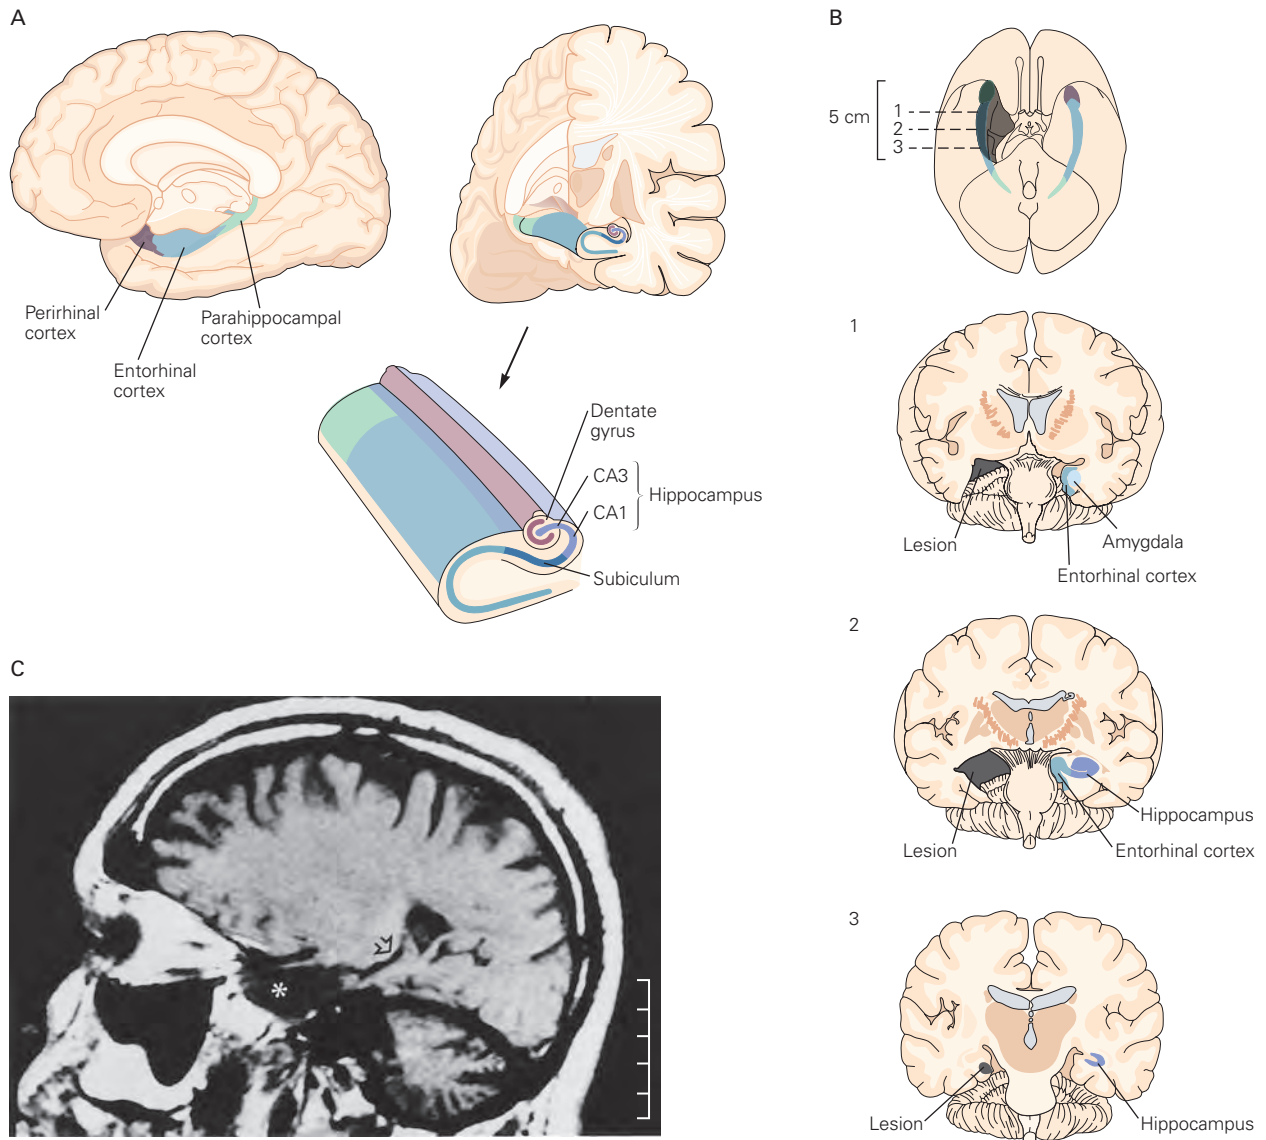 A
Perirhinal
cortex
Entorhinal
cortex
Parahippocampal
cortex
Dentate
gyrus
CA3
CA1
Hippocampus
Subiculum
B
5 cm
1
2
3
1
Lesion
Amygdala
Entorhinal cortex
2
Lesion
Hippocampus
Entorhinal cortex
3
Lesion
Hippocampus
C
*